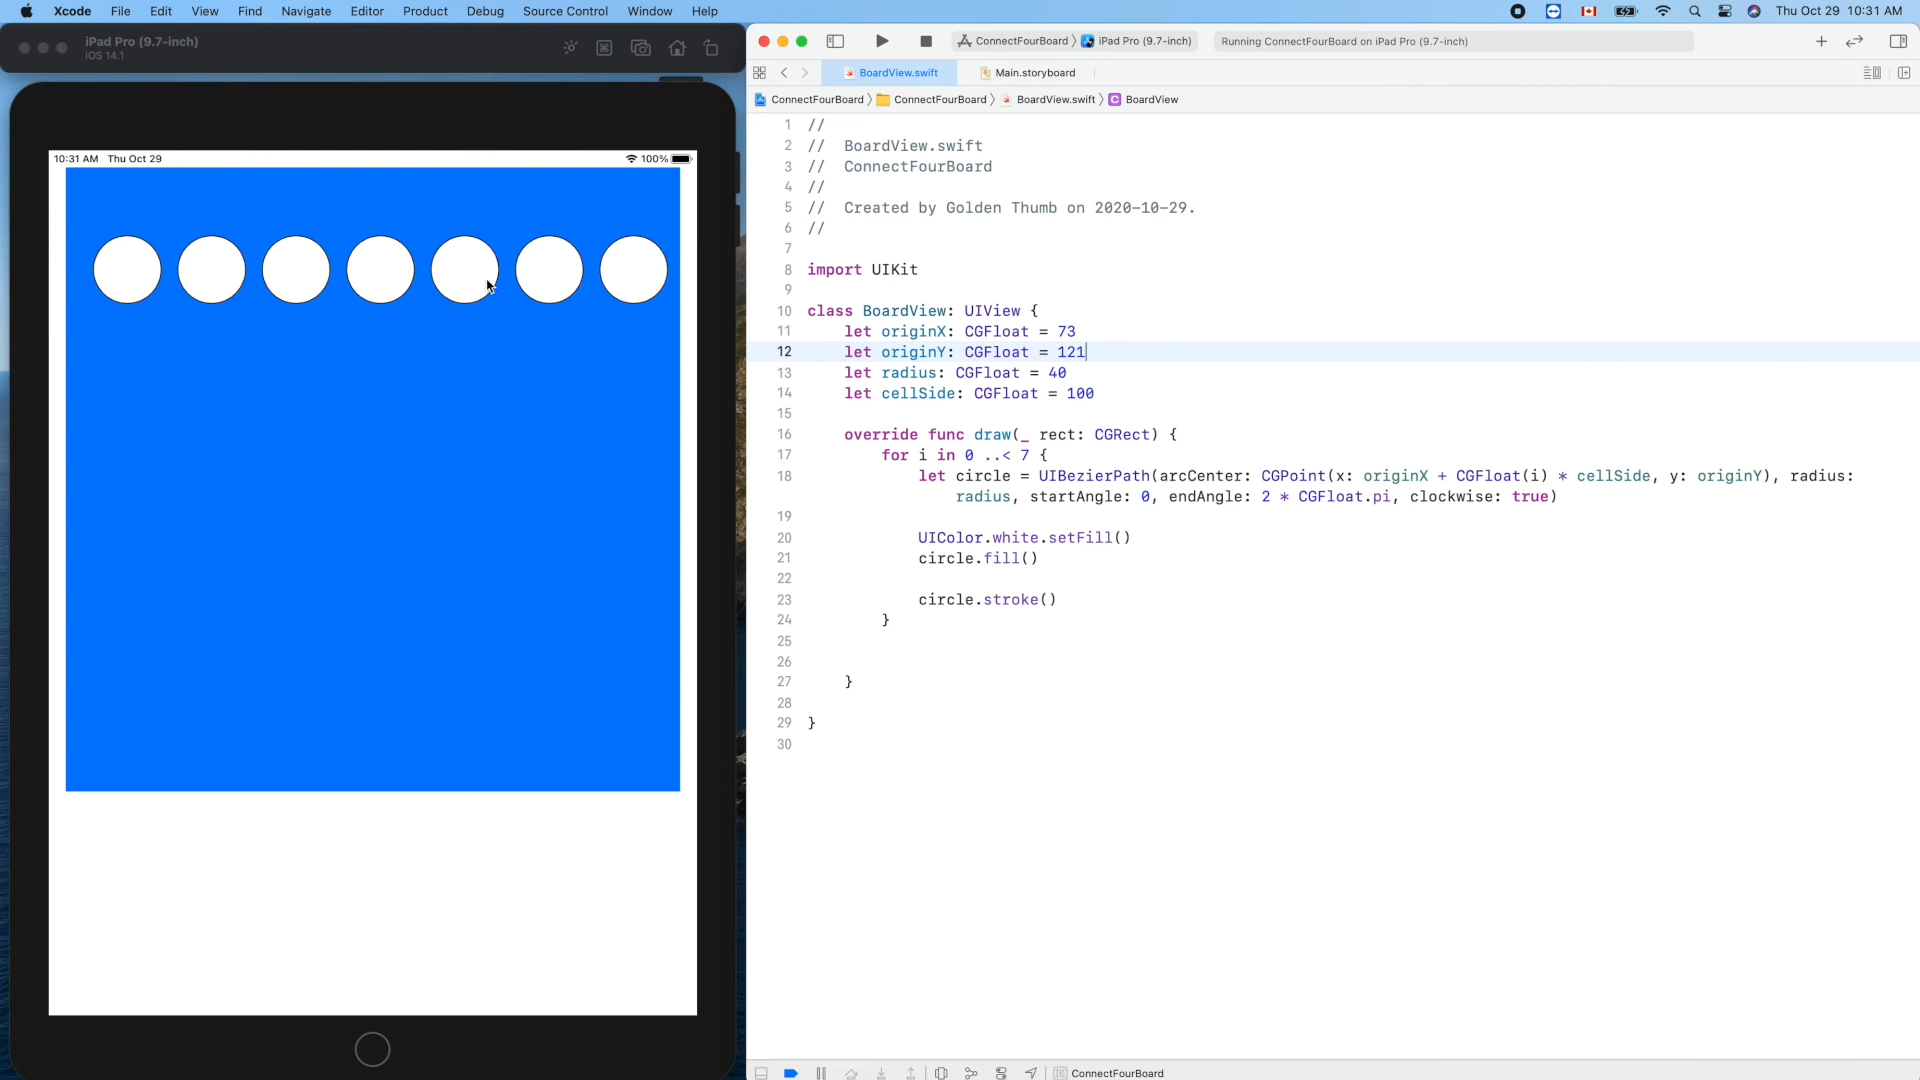 Xcode File Edit View Find Navigate Editor Product Debug Source Control Window Help Thu Oct 29 10:31 AM
iPad Pro (9.7-inch)
iOS 14.1
10:31 AM Thu Oct 29 100%
ConnectFourBoard iPad Pro (9.7-inch) Running ConnectFourBoard on iPad Pro (9.7-inch)
BoardView.swift Main.storyboard
ConnectFourBoard ConnectFourBoard BoardView.swift C BoardView
1 //
2 // BoardView.swift
3 // ConnectFourBoard
4 //
5 // Created by Golden Thumb on 2020-10-29.
6 //
7
8 import UIKit
9
10 class BoardView: UIView {
11 let originX: CGFloat = 73
12 let originY: CGFloat = 121
13 let radius: CGFloat = 40
14 let cellSide: CGFloat = 100
15
16 override func draw(_ rect: CGRect) {
17 for i in 0 ..< 7 {
18 let circle = UIBezierPath(arcCenter: CGPoint(x: originX + CGFloat(i) * cellSide, y: originY), radius:
radius, startAngle: 0, endAngle: 2 * CGFloat.pi, clockwise: true)
19
20 UIColor.white.setFill()
21 circle.fill()
22
23 circle.stroke()
24 }
25
26
27 }
28
29 }
30
ConnectFourBoard